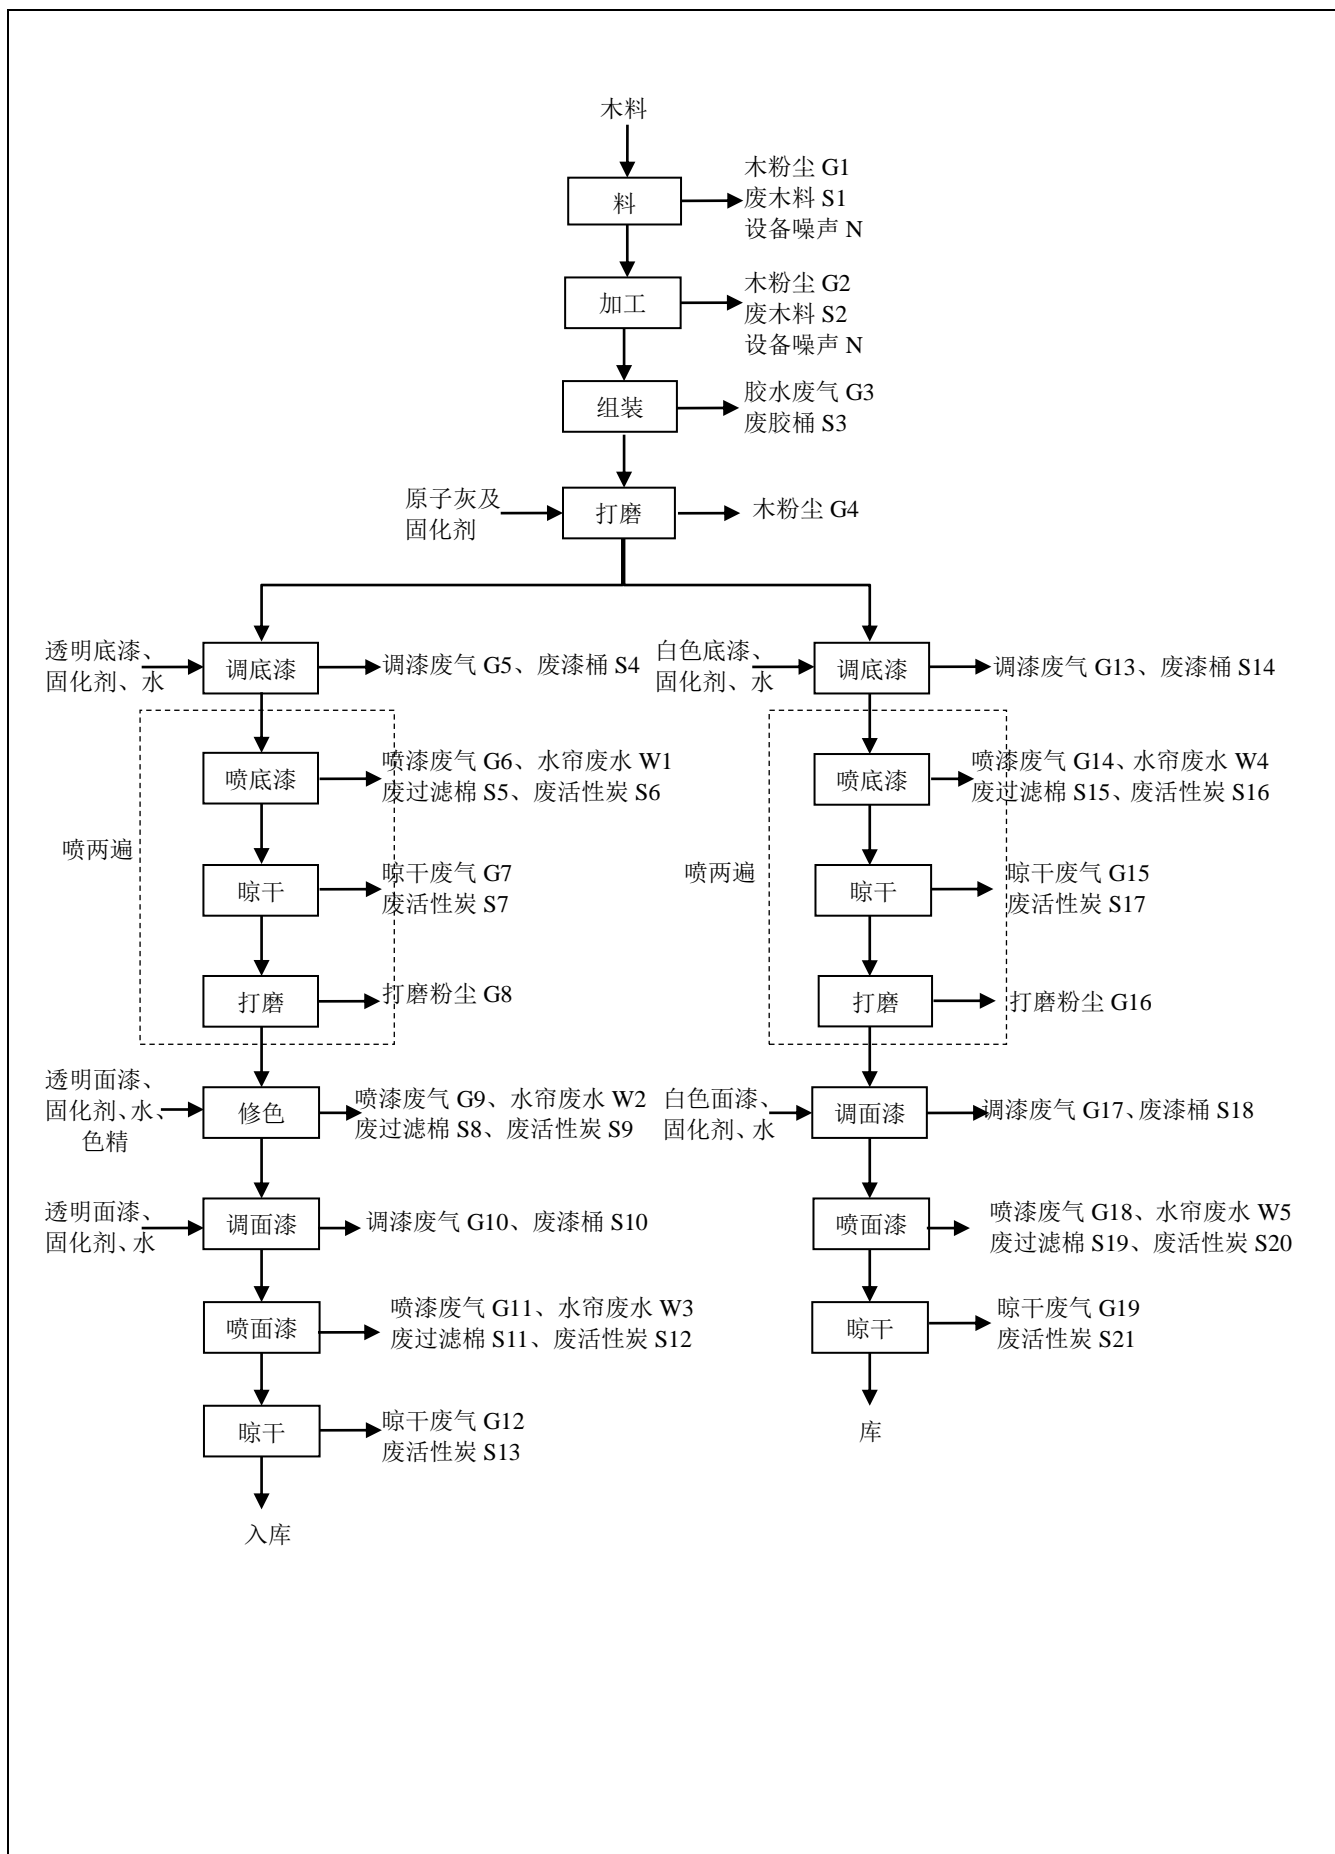 木料
料
木粉尘 G1
废木料 S1
设备噪声 N
加工
木粉尘 G2
废木料 S2
设备噪声 N
组装
胶水废气 G3
废胶桶 S3
原子灰及
固化剂
打磨
木粉尘 G4
透明底漆、
固化剂、水
调底漆
调漆废气 G5、废漆桶 S4
喷两遍
喷底漆
喷漆废气 G6、水帘废水 W1
废过滤棉 S5、废活性炭 S6
晾干
晾干废气 G7
废活性炭 S7
打磨
打磨粉尘 G8
透明面漆、
固化剂、水、
色精
修色
喷漆废气 G9、水帘废水 W2
废过滤棉 S8、废活性炭 S9
透明面漆、
固化剂、水
调面漆
调漆废气 G10、废漆桶 S10
喷面漆
喷漆废气 G11、水帘废水 W3
废过滤棉 S11、废活性炭 S12
晾干
晾干废气 G12
废活性炭 S13
入库
白色底漆、
固化剂、水
调底漆
调漆废气 G13、废漆桶 S14
喷两遍
喷底漆
喷漆废气 G14、水帘废水 W4
废过滤棉 S15、废活性炭 S16
晾干
晾干废气 G15
废活性炭 S17
打磨
打磨粉尘 G16
白色面漆、
固化剂、水
调面漆
调漆废气 G17、废漆桶 S18
喷面漆
喷漆废气 G18、水帘废水 W5
废过滤棉 S19、废活性炭 S20
晾干
晾干废气 G19
废活性炭 S21
库